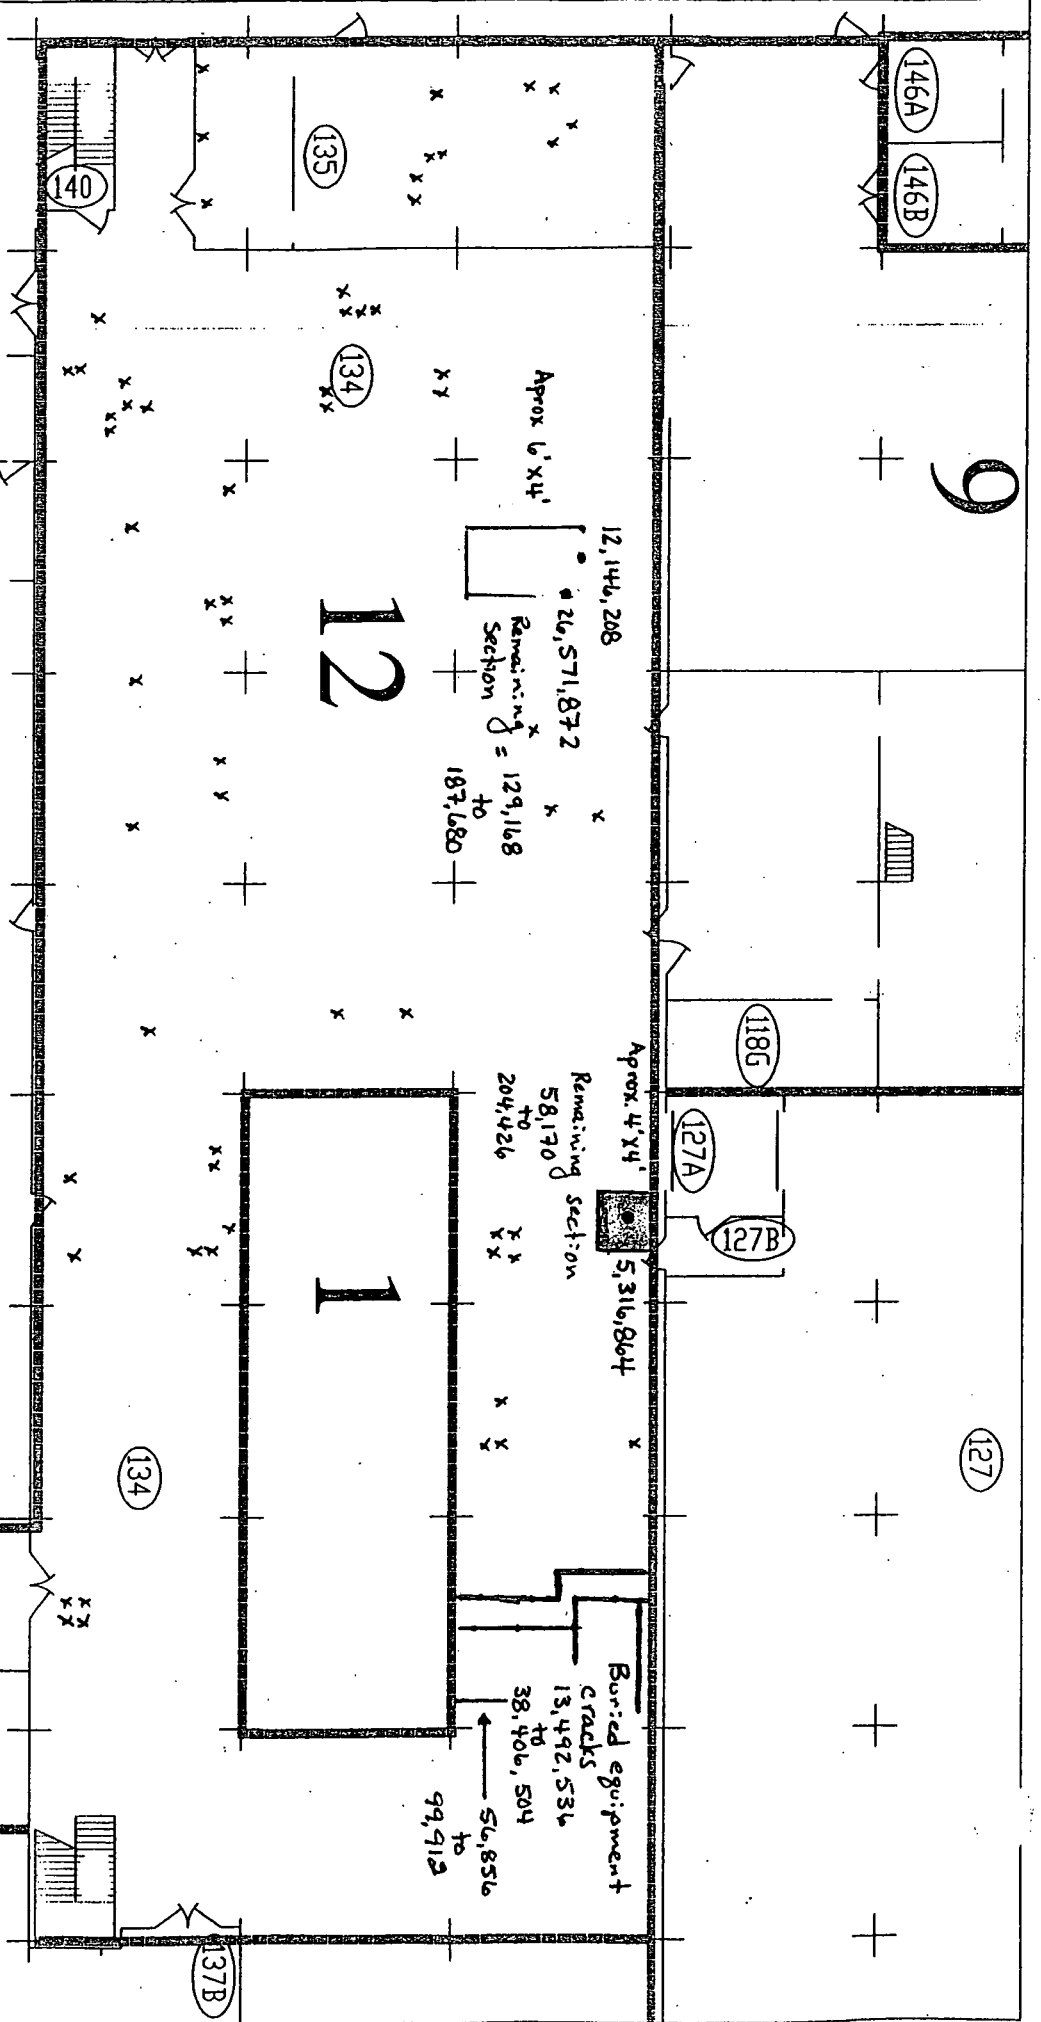 146A
146B
9
135
140
134
Aprox 6' x 4'
12,146,208
26,571,872
Remaining
section = 129,168
to
187,680
12
118G
127A
127B
127
Aprox. 4'x4'
5,316,864
Remaining section
58,170
to
204,426
1
134
Buried equipment
cracks
13,492,536
to
38,406,504
56,856
to
99,912
137B